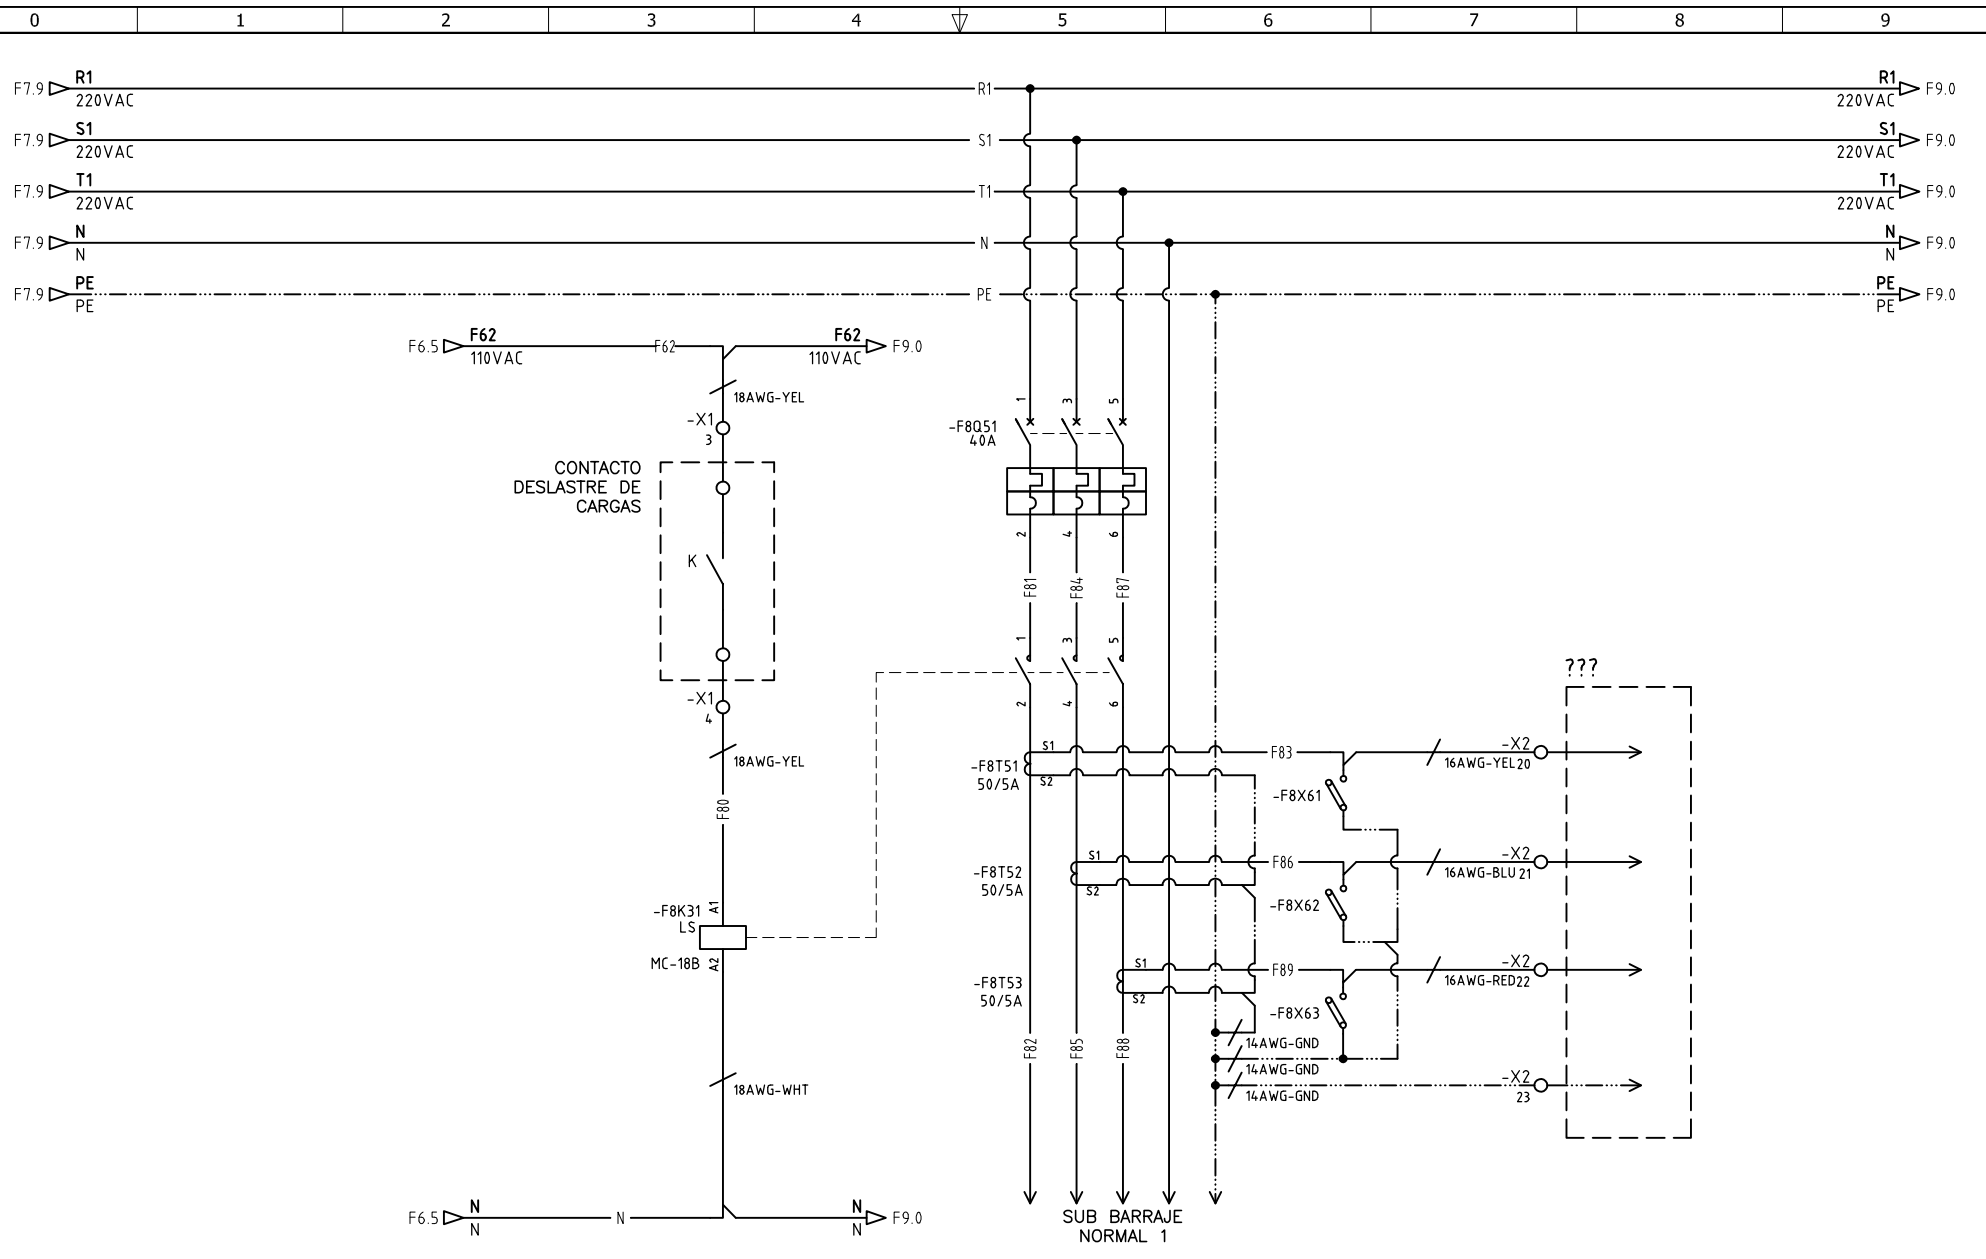 0 1 2 3 4 5 6 7 8 9
F7.9 R1 R1 R1 F9.0
220VAC 220VAC
F7.9 S1 S1 S1 F9.0
220VAC 220VAC
F7.9 T1 T1 T1 F9.0
220VAC 220VAC
F7.9 N N N F9.0
N N
F7.9 PE PE PE F9.0
PE PE
F6.5 F62 F62 F62 F9.0
110VAC 110VAC
18AWG-YEL
-X1
3
CONTACTO
DESLASTRE DE
CARGAS
K
-X1
4
18AWG-YEL
F80
-F8K31
LS
A1
MC-18B
A2
18AWG-WHT
F6.5 N N N F9.0
N N
1 3 5
-F8Q51
40A
2 4 6
F81 F84 F87
1 3 5
2 4 6
-F8T51
50/5A
S1
S2
F83
-F8X61
16AWG-YEL
-X2
20
-F8T52
50/5A
S1
S2
F86
-F8X62
16AWG-BLU
-X2
21
-F8T53
50/5A
S1
S2
F89
-F8X63
16AWG-RED
-X2
22
14AWG-GND
14AWG-GND
14AWG-GND
-X2
23
F82 F85 F88
???
SUB BARRAJE
NORMAL 1